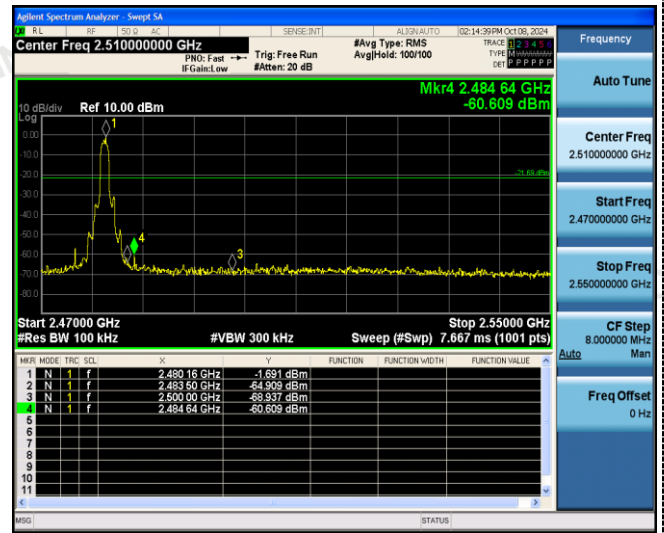 Agilent Spectrum Analyzer - Swept SA
RL RF 50 Ω AC SENSE:INT ALIGN AUTO 02:14:39 PM Oct 08, 2024
Center Freq 2.510000000 GHz
PNO: Fast
IFGain:Low
Trig: Free Run
#Atten: 20 dB
#Avg Type: RMS
Avg|Hold: 100/100
TRACE 1 2 3 4 5 6
TYPE M
DET P P P P P P
Frequency
Auto Tune
Mkr4 2.484 64 GHz
-60.609 dBm
10 dB/div Ref 10.00 dBm
Log
0.00
-10.0
-20.0
-30.0
-40.0
-50.0
-60.0
-70.0
-80.0
1
4
3
-21.69 dBm
Center Freq
2.510000000 GHz
Start Freq
2.470000000 GHz
Stop Freq
2.550000000 GHz
Start 2.47000 GHz Stop 2.55000 GHz
#Res BW 100 kHz #VBW 300 kHz Sweep (#Swp) 7.667 ms (1001 pts)
CF Step
8.000000 MHz
Auto Man
Freq Offset
0 Hz
MKR MODE TRC SCL X Y FUNCTION FUNCTION WIDTH FUNCTION VALUE
1 N 1 f 2.480 16 GHz -1.691 dBm
2 N 1 f 2.483 50 GHz -64.909 dBm
3 N 1 f 2.500 00 GHz -68.937 dBm
4 N 1 f 2.484 64 GHz -60.609 dBm
5
6
7
8
9
10
11
MSG STATUS